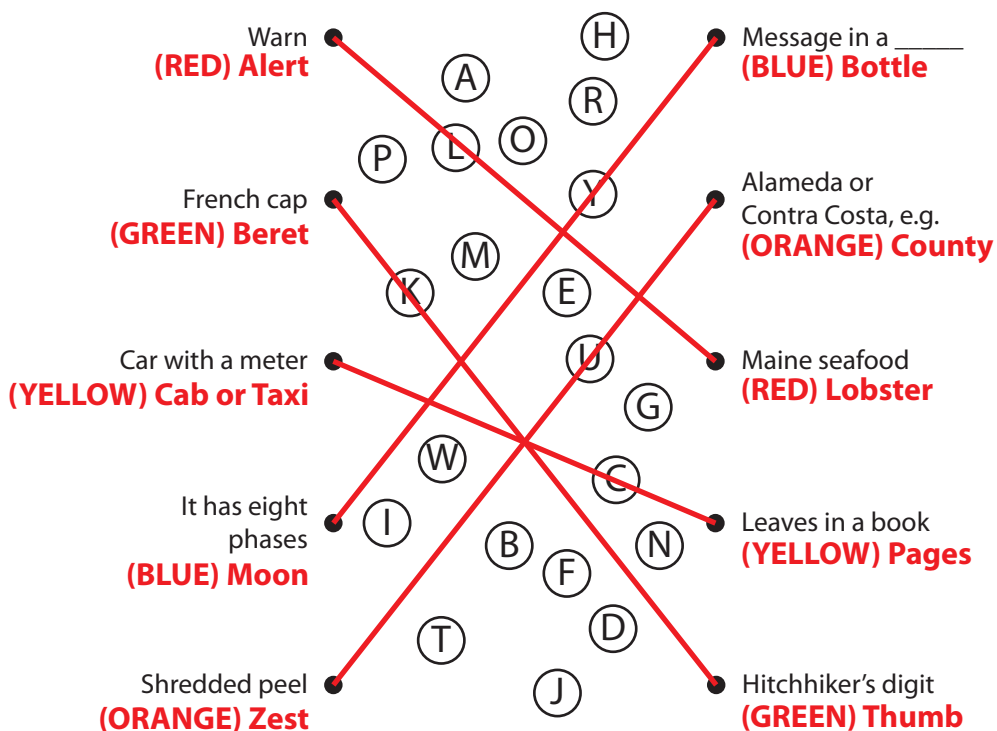 Warn
(RED) Alert
French cap
(GREEN) Beret
Car with a meter
(YELLOW) Cab or Taxi
It has eight
phases
(BLUE) Moon
Shredded peel
(ORANGE) Zest
H
A
R
O
L
P
Y
M
K
E
U
G
W
C
I
B
N
F
D
T
J
Message in a _____
(BLUE) Bottle
Alameda or
Contra Costa, e.g.
(ORANGE) County
Maine seafood
(RED) Lobster
Leaves in a book
(YELLOW) Pages
Hitchhiker’s digit
(GREEN) Thumb